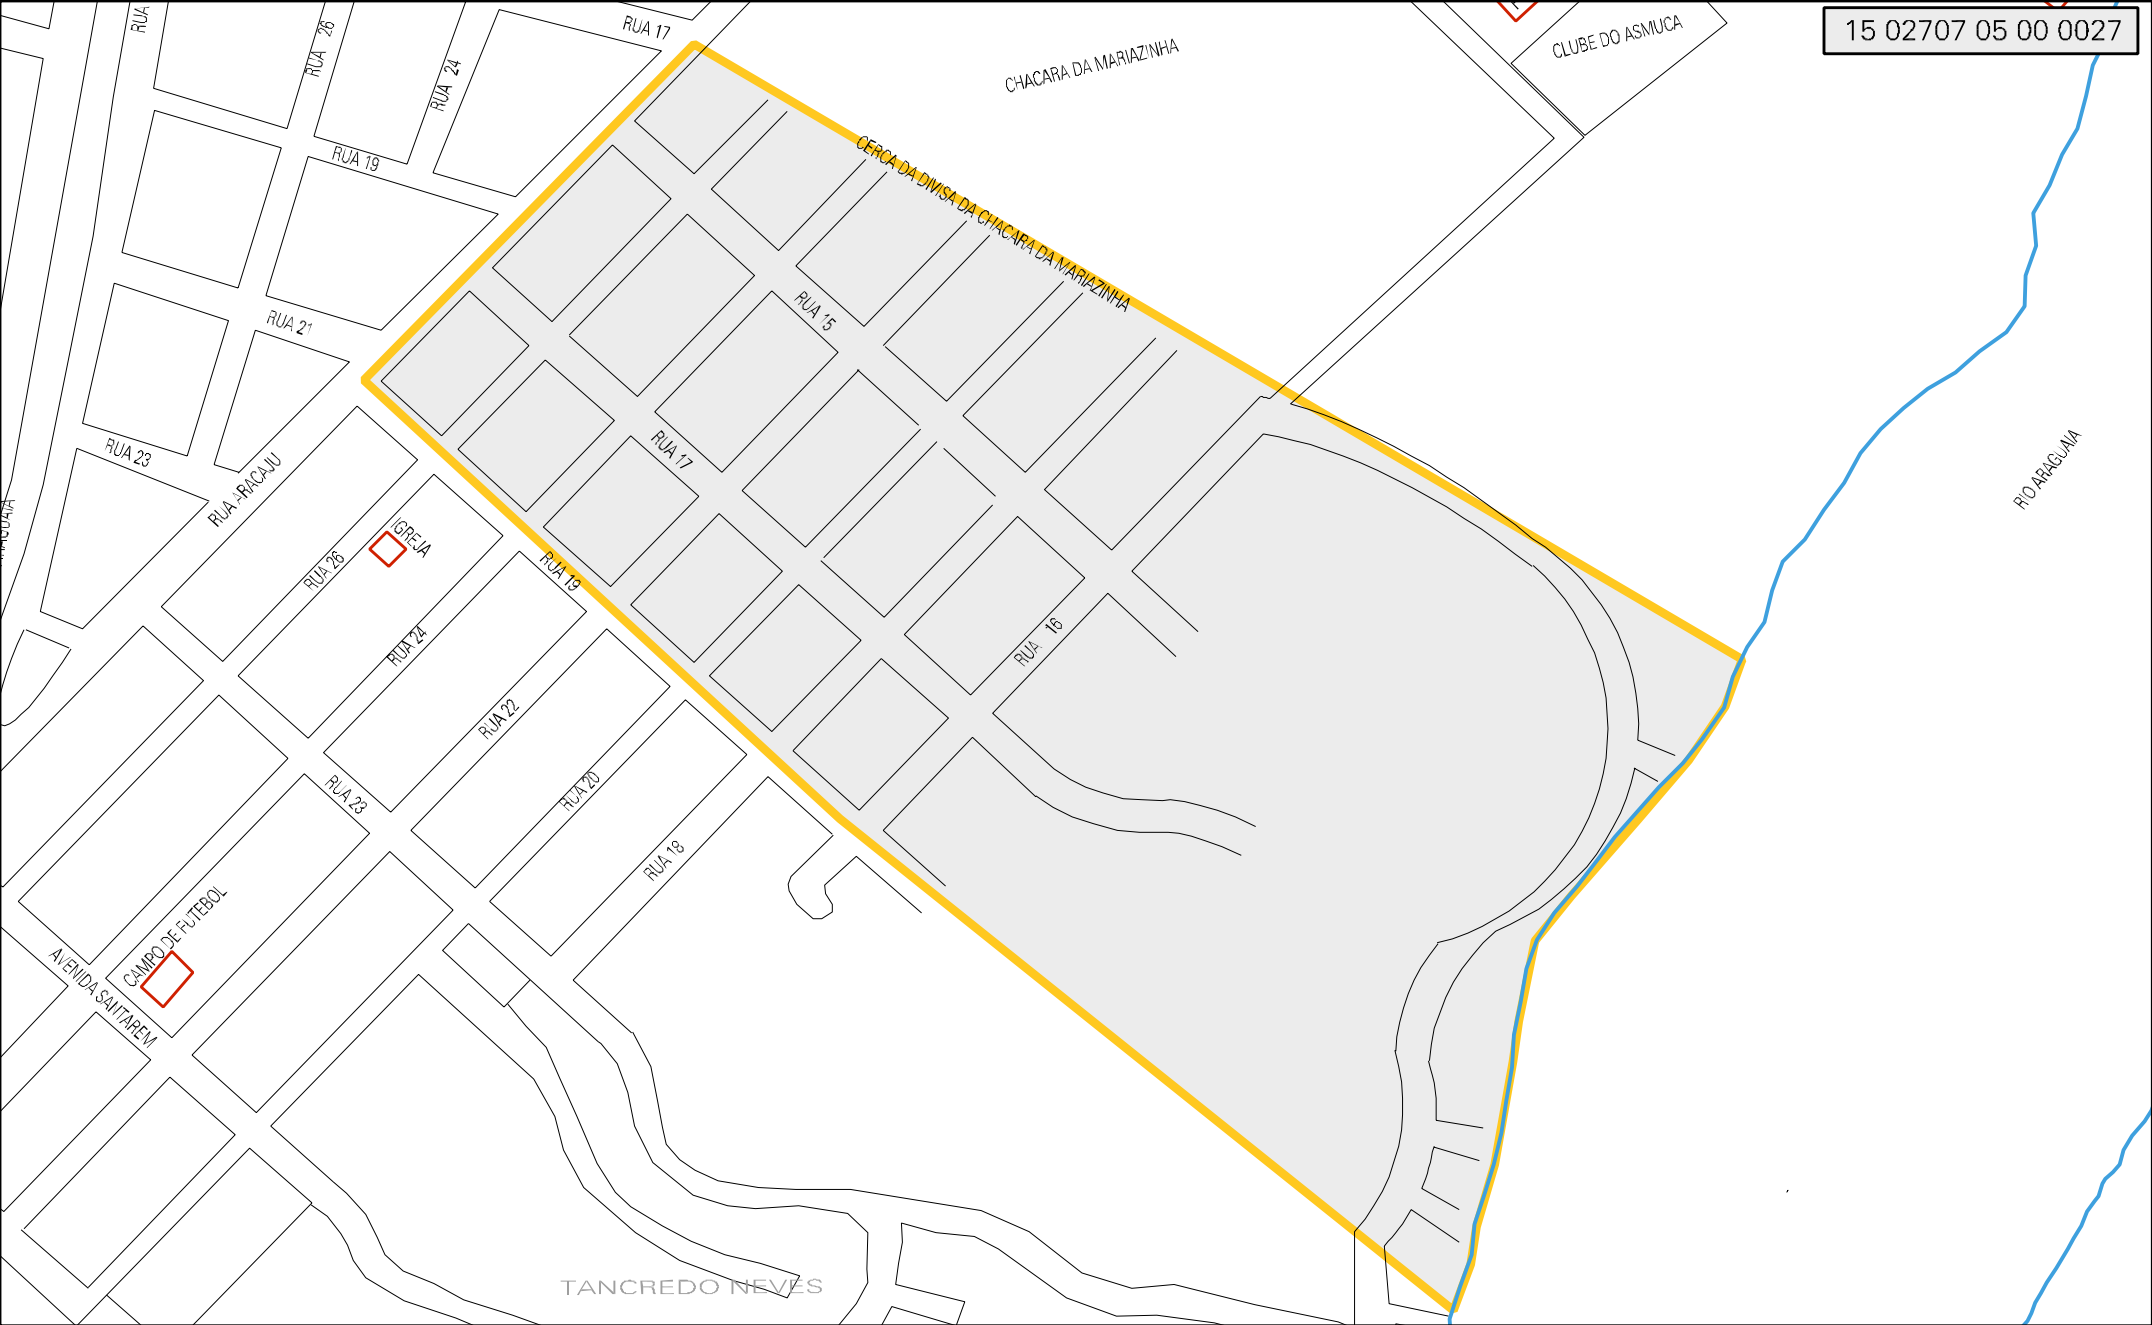 RUA
RUA 26
RUA 24
RUA 17
CHACARA DA MARIAZINHA
CLUBE DO ASMUCA
15 02707 05 00 0027
RUA 19
CERCA DA DIVISA DA CHACARA DA MARIAZINHA
RUA 21
RUA 15
RUA 23
RUA ARACAJU
RUA 17
RIO ARAGUAIA
IGREJA
RUA 26
RUA 19
RUA 24
RUA 16
RUA 22
RUA 23
RUA 20
RUA 18
CAMPO DE FUTEBOL
AVENIDA SANTAREM
TANCREDO NEVES